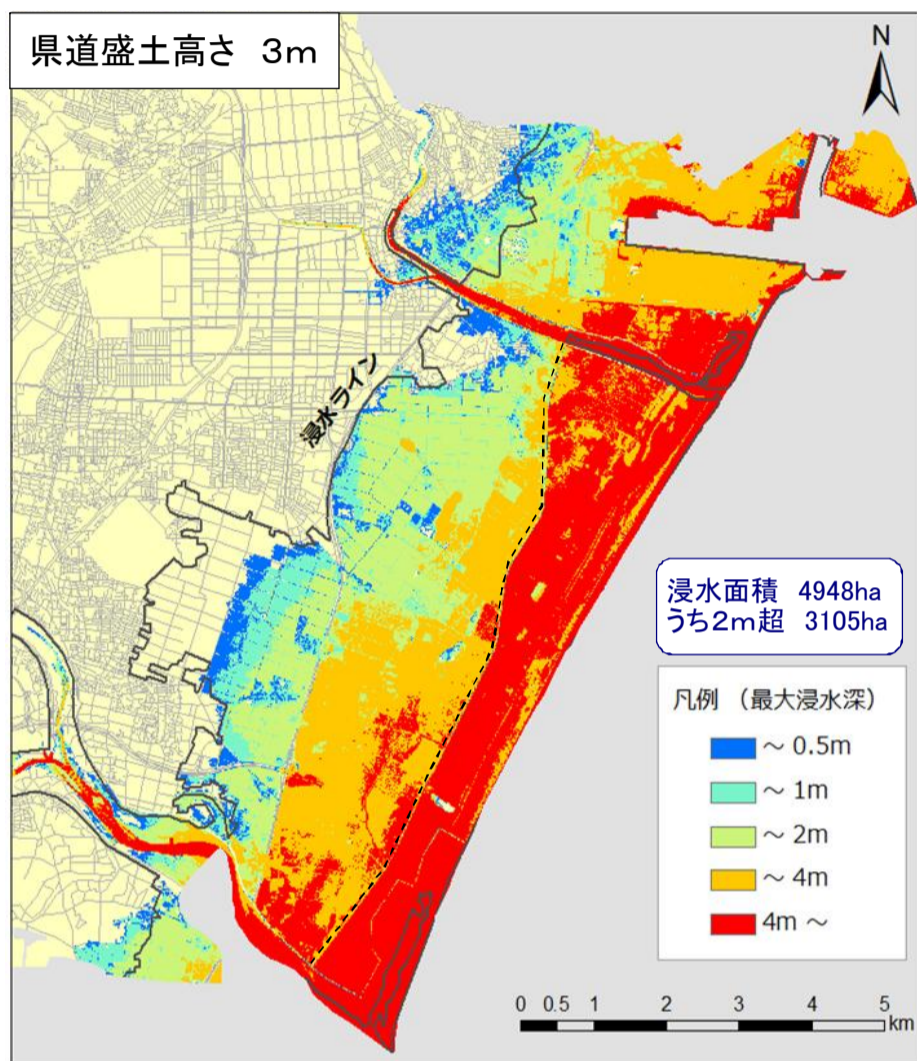 県道盛土高さ 3m
N
浸水ライン
浸水面積 4948ha
うち2m超 3105ha
凡例 （最大浸水深）
～ 0.5m
～ 1m
～ 2m
～ 4m
4m ～
0 0.5 1 2 3 4 5
km